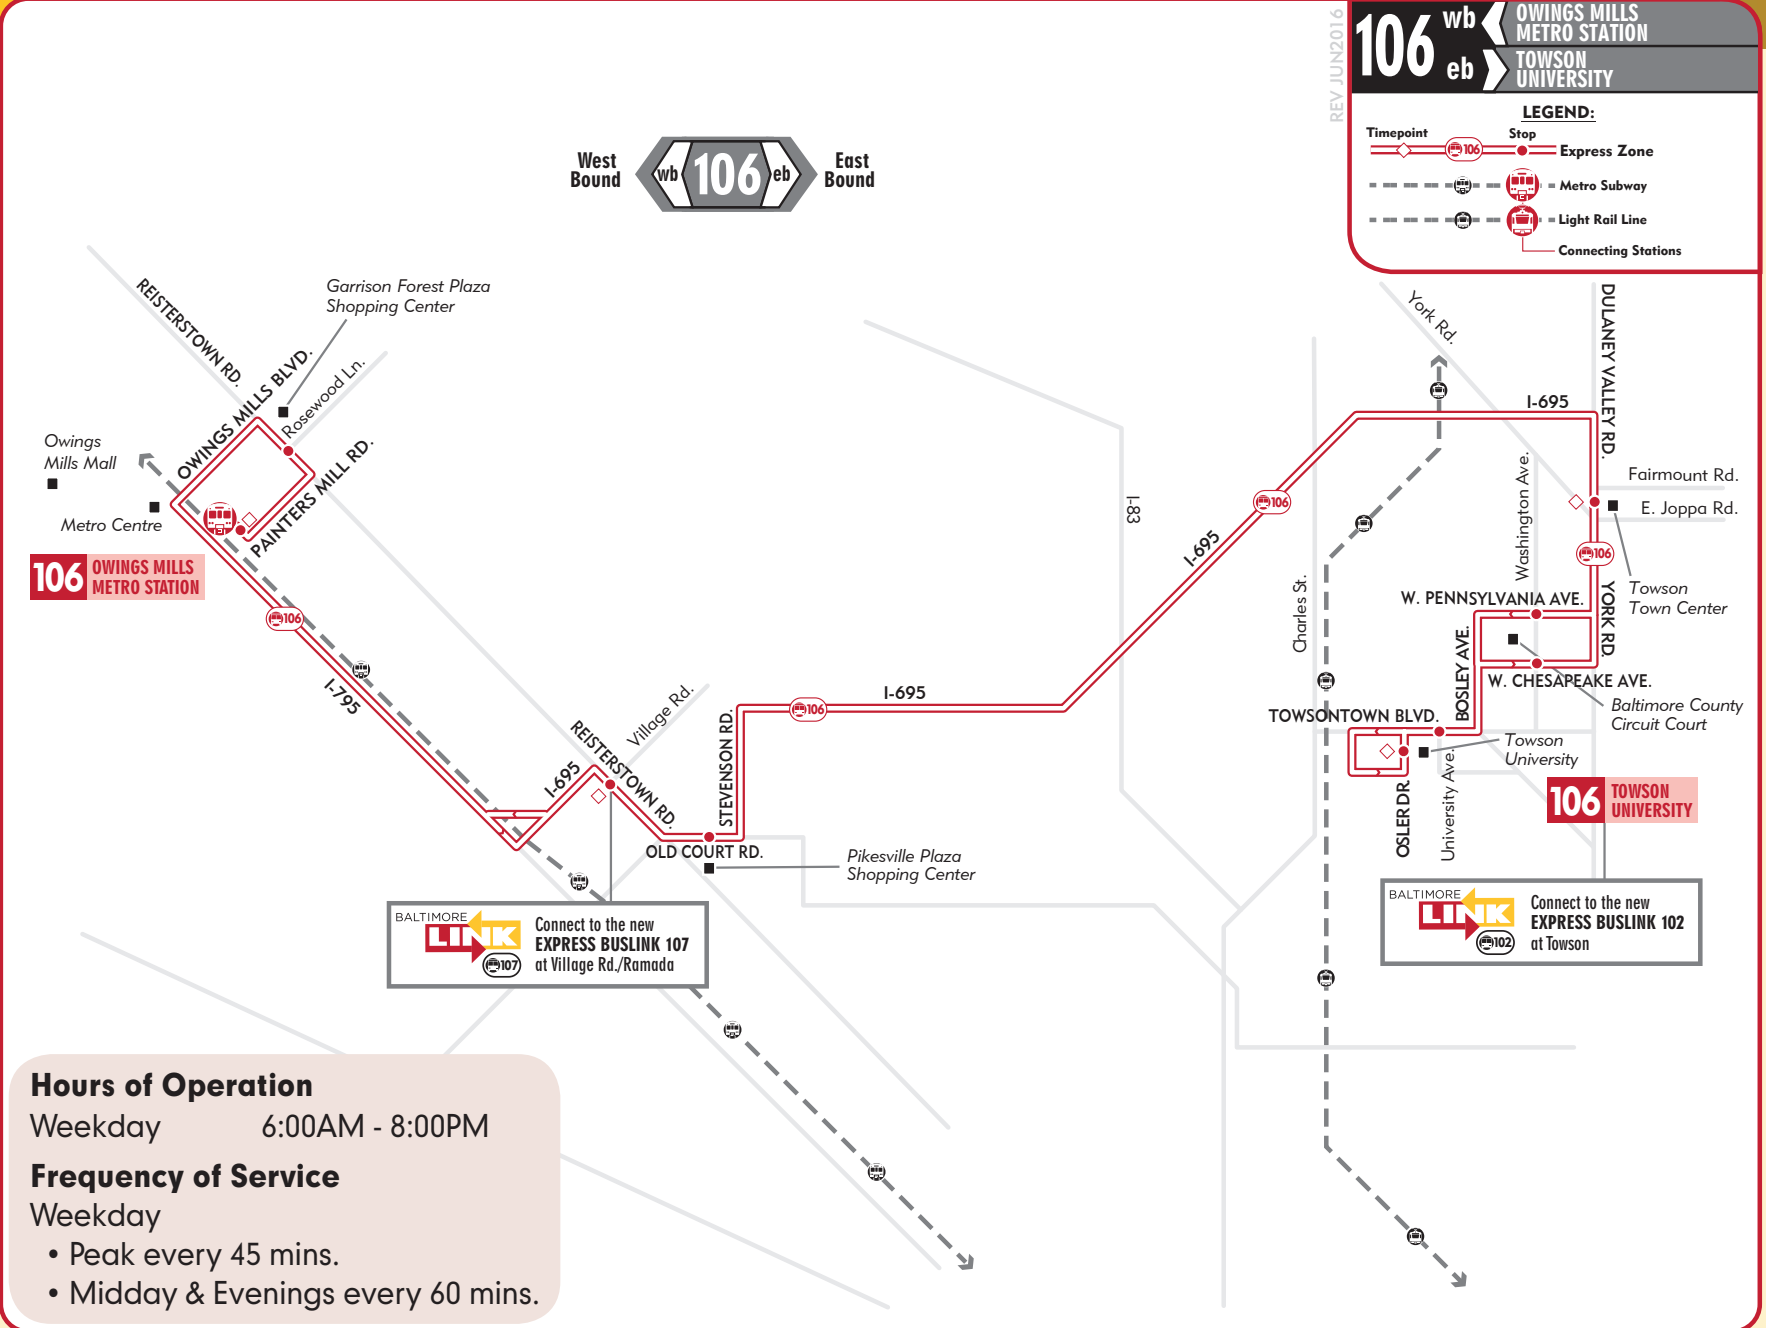 REV JUN2016
106
wb
OWINGS MILLS
METRO STATION
eb
TOWSON
UNIVERSITY
LEGEND:
Timepoint
Stop
106
Express Zone
Metro Subway
Light Rail Line
Connecting Stations
West
Bound
wb
106
eb
East
Bound
REISTERSTOWN RD.
Garrison Forest Plaza
Shopping Center
OWINGS MILLS BLVD.
Rosewood Ln.
PAINTERS MILL RD.
Owings
Mills Mall
Metro Centre
106
OWINGS MILLS
METRO STATION
106
I-795
I-695
REISTERSTOWN RD.
Village Rd.
STEVENSON RD.
OLD COURT RD.
Pikesville Plaza
Shopping Center
106
I-695
I-83
I-695
106
Charles St.
York Rd.
I-695
DULANEY VALLEY RD.
Fairmount Rd.
E. Joppa Rd.
Washington Ave.
106
Towson
Town Center
W. PENNSYLVANIA AVE.
YORK RD.
BOSLEY AVE.
W. CHESAPEAKE AVE.
Baltimore County
Circuit Court
TOWSONTOWN BLVD.
Towson
University
OSLER DR.
University Ave.
106
TOWSON
UNIVERSITY
BALTIMORE
LINK
107
Connect to the new
EXPRESS BUSLINK 107
at Village Rd./Ramada
BALTIMORE
LINK
102
Connect to the new
EXPRESS BUSLINK 102
at Towson
Hours of Operation
Weekday 6:00AM - 8:00PM
Frequency of Service
Weekday
• Peak every 45 mins.
• Midday & Evenings every 60 mins.